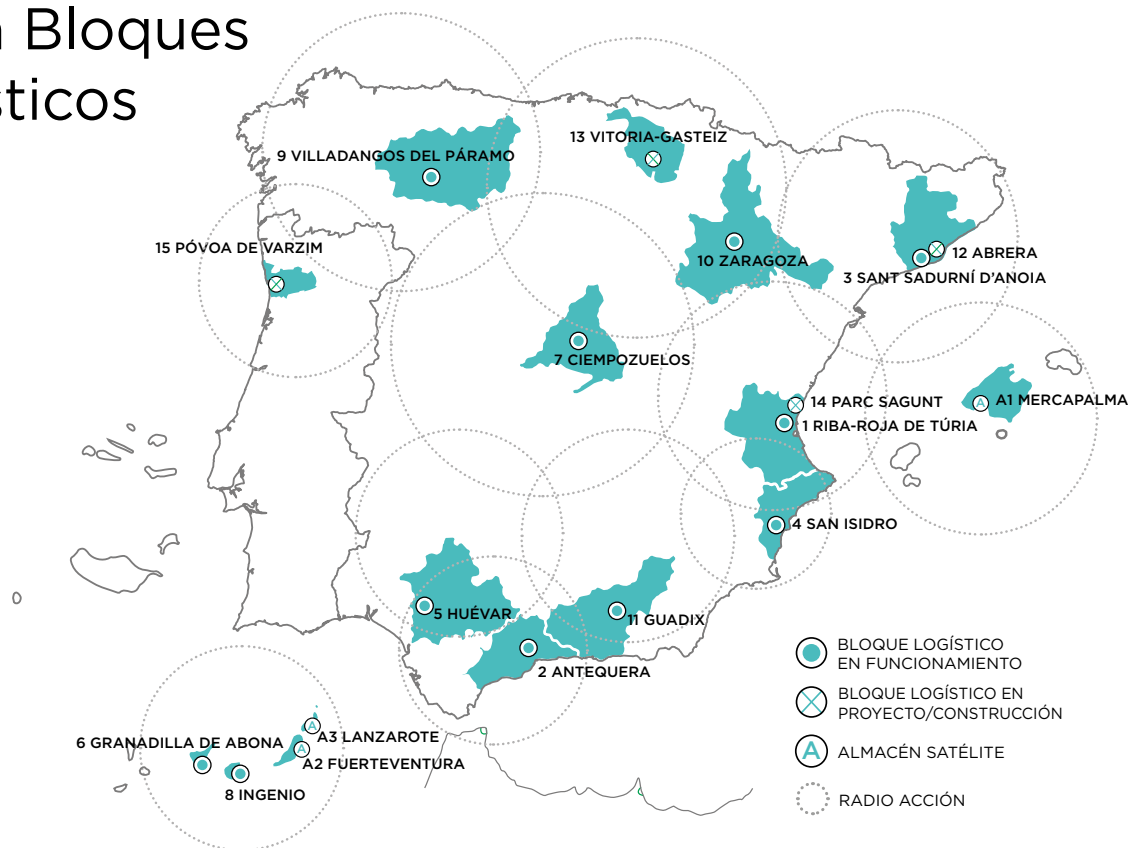 Bloques
13 VITORIA-GASTEIZ
9 VILLADANGOS DEL PÁRAMO
15 PÓVOA DE VARZIM
10 ZARAGOZA
12 ABRERA
3 SANT SADURNÍ D'ANOIA
7 CIEMPOZUELOS
14 PARC SAGUNT
A1 MERCAPALMA
1 RIBA-ROJA DE TÚRIA
4 SAN ISIDRO
5 HUÉVAR
11 GUADIX
2 ANTEQUERA
A3 LANZAROTE
6 GRANADILLA DE ABONA
A2 FUERTEVENTURA
8 INGENIO
BLOQUE LOGÍSTICO
EN FUNCIONAMIENTO
BLOQUE LOGÍSTICO EN
PROYECTO/CONSTRUCCIÓN
A ALMACÉN SATÉLITE
RADIO ACCIÓN